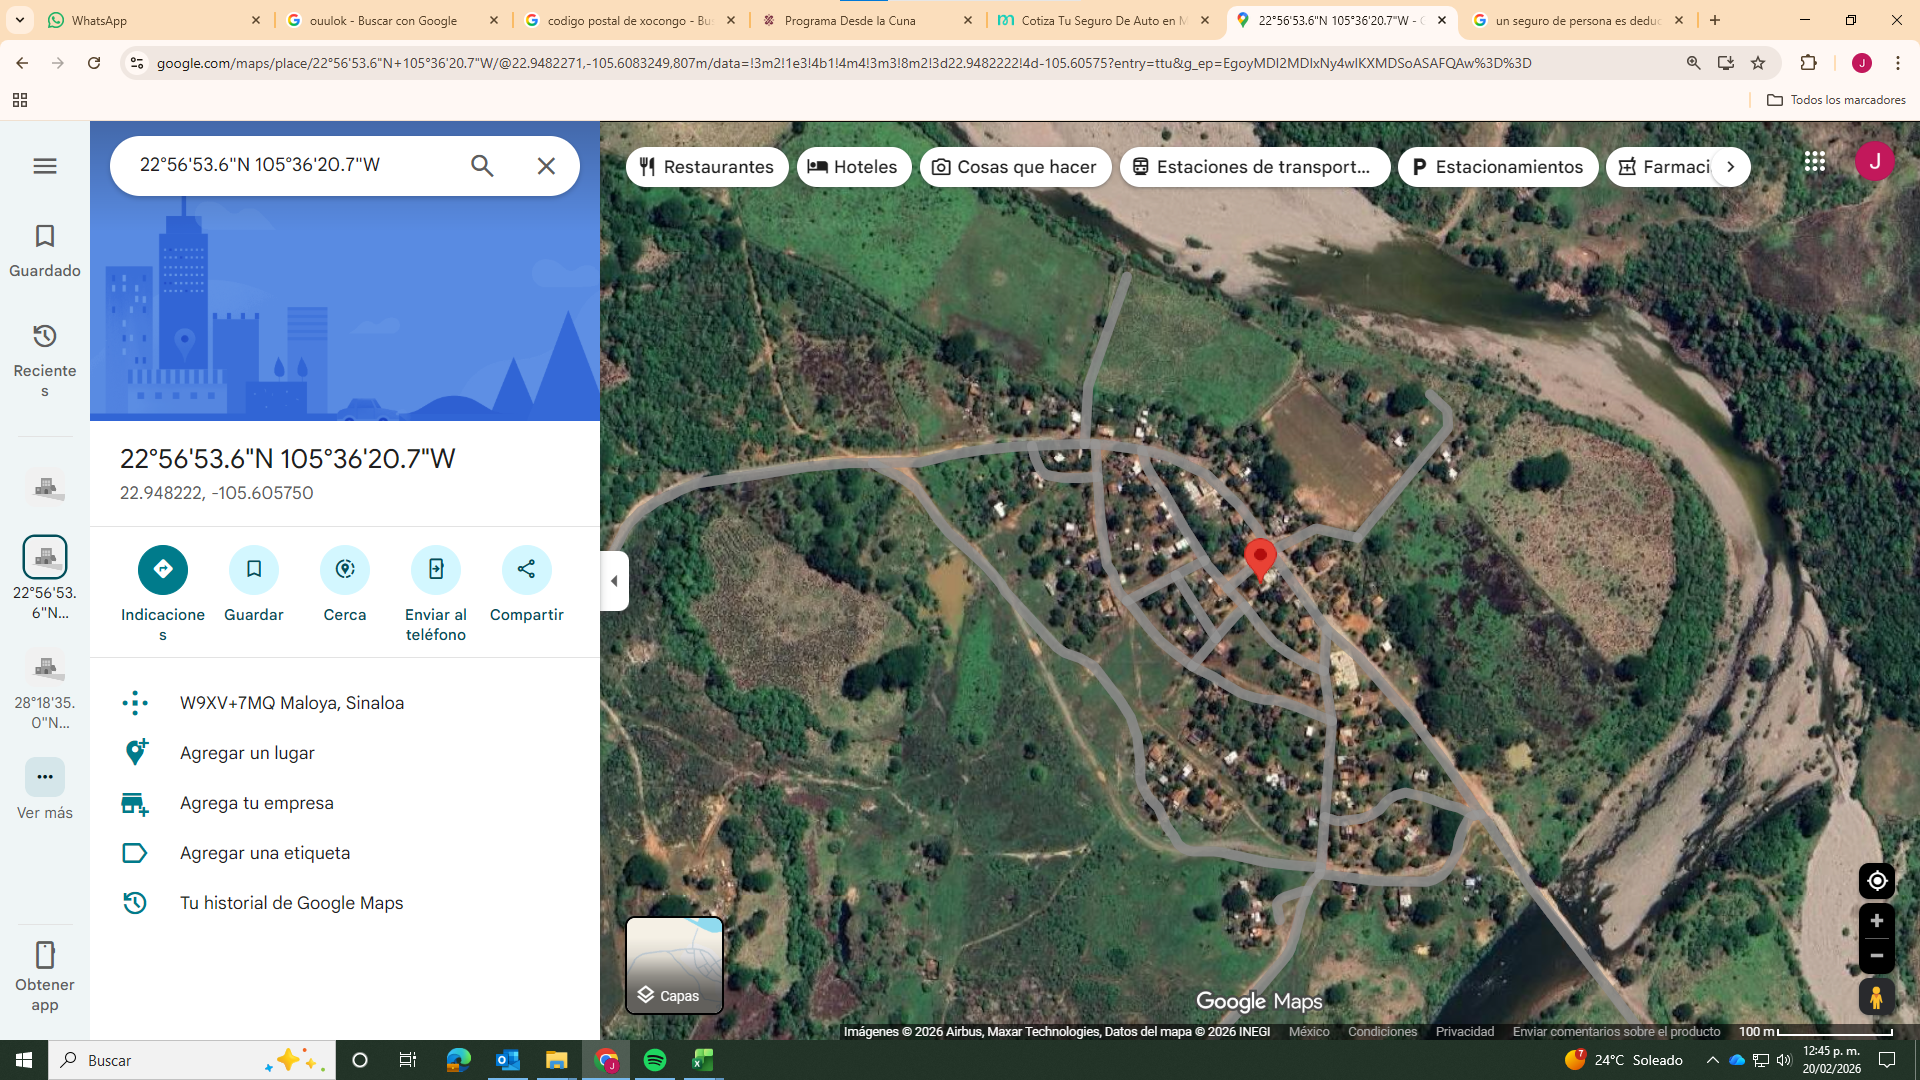 WhatsApp
ouulok - Buscar con Google
codigo postal de xocongo - Bus
Programa Desde la Cuna
Cotiza Tu Seguro De Auto en M
22°56'53.6"N 105°36'20.7"W - G
un seguro de persona es deduc
google.com/maps/place/22°56'53.6"N+105°36'20.7"W/@22.9482271,-105.6083249,807m/data=!3m2!1e3!4b1!4m4!3m3!8m2!3d22.9482222!4d-105.60575?entry=ttu&g_ep=EgoyMDI2MDIxNy4wIKXMDSoASAFQAw%3D%3D
J
Todos los marcadores
22°56'53.6"N 105°36'20.7"W
Restaurantes
Hoteles
Cosas que hacer
Estaciones de transport...
P Estacionamientos
Farmaci
J
Guardado
Reciente
s
22°56'53.
6"N...
28°18'35.
0"N...
Ver más
Obtener
app
22°56'53.6"N 105°36'20.7"W
22.948222, -105.605750
Indicacione
s
Guardar
Cerca
Enviar al
teléfono
Compartir
W9XV+7MQ Maloya, Sinaloa
Agregar un lugar
Agrega tu empresa
Agregar una etiqueta
Tu historial de Google Maps
Capas
Google Maps
Imágenes © 2026 Airbus, Maxar Technologies, Datos del mapa © 2026 INEGI
México
Condiciones
Privacidad
Enviar comentarios sobre el producto
100 m
Buscar
J
7
24°C Soleado
12:45 p. m.
20/02/2026